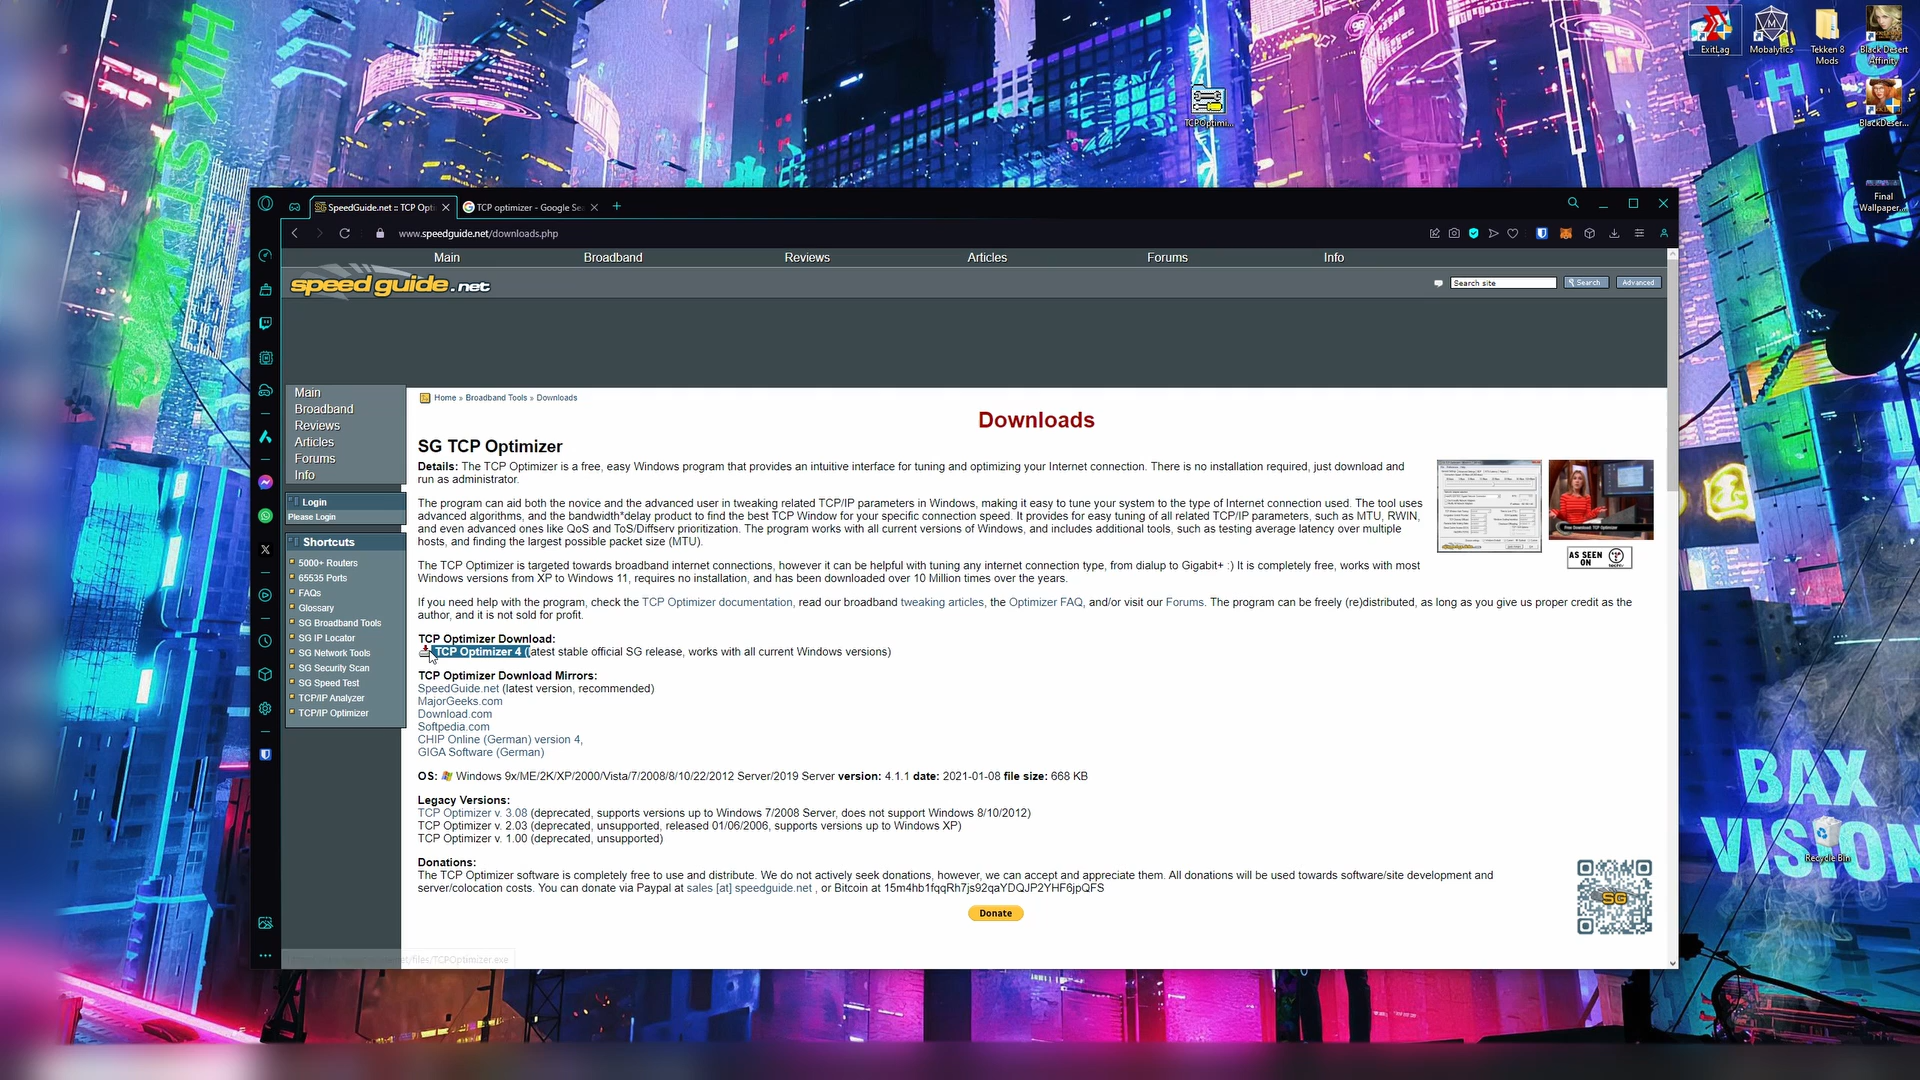 HIX STIX
ExitLag
Mobalytics
Tekken 8
Mods
Black Desert
Affinity
TCPOptimi...
BlackDeser...
Final
Wallpaper...
SpeedGuide.net :: TCP Opti
TCP optimizer - Google Sea
www.speedguide.net/downloads.php
Main Broadband Reviews Articles Forums Info
speed guide.net
Search site
Search
Advanced
Main
Broadband
Reviews
Articles
Forums
Info
Login
Please Login
Shortcuts
5000+ Routers
65535 Ports
FAQs
Glossary
SG Broadband Tools
SG IP Locator
SG Network Tools
SG Security Scan
SG Speed Test
TCP/IP Analyzer
TCP/IP Optimizer
Home » Broadband Tools » Downloads
Downloads
SG TCP Optimizer
Details: The TCP Optimizer is a free, easy Windows program that provides an intuitive interface for tuning and optimizing your Internet connection. There is no installation required, just download and
run as administrator.
The program can aid both the novice and the advanced user in tweaking related TCP/IP parameters in Windows, making it easy to tune your system to the type of Internet connection used. The tool uses
advanced algorithms, and the bandwidth*delay product to find the best TCP Window for your specific connection speed. It provides for easy tuning of all related TCP/IP parameters, such as MTU, RWIN,
and even advanced ones like QoS and ToS/Diffserv prioritization. The program works with all current versions of Windows, and includes additional tools, such as testing average latency over multiple
hosts, and finding the largest possible packet size (MTU).
The TCP Optimizer is targeted towards broadband internet connections, however it can be helpful with tuning any internet connection type, from dialup to Gigabit+ :) It is completely free, works with most
Windows versions from XP to Windows 11, requires no installation, and has been downloaded over 10 Million times over the years.
If you need help with the program, check the TCP Optimizer documentation, read our broadband tweaking articles, the Optimizer FAQ, and/or visit our Forums. The program can be freely (re)distributed, as long as you give us proper credit as the
author, and it is not sold for profit.
Free Download: TCP Optimizer
AS SEEN
ON
techtv
TCP Optimizer Download:
TCP Optimizer 4 (latest stable official SG release, works with all current Windows versions)
TCP Optimizer Download Mirrors:
SpeedGuide.net (latest version, recommended)
MajorGeeks.com
Download.com
Softpedia.com
CHIP Online (German) version 4,
GIGA Software (German)
OS: Windows 9x/ME/2K/XP/2000/Vista/7/2008/8/10/22/2012 Server/2019 Server version: 4.1.1 date: 2021-01-08 file size: 668 KB
Legacy Versions:
TCP Optimizer v. 3.08 (deprecated, supports versions up to Windows 7/2008 Server, does not support Windows 8/10/2012)
TCP Optimizer v. 2.03 (deprecated, unsupported, released 01/06/2006, supports versions up to Windows XP)
TCP Optimizer v. 1.00 (deprecated, unsupported)
Donations:
The TCP Optimizer software is completely free to use and distribute. We do not actively seek donations, however, we can accept and appreciate them. All donations will be used towards software/site development and
server/colocation costs. You can donate via Paypal at sales [at] speedguide.net , or Bitcoin at 15m4hb1fqqRh7js92qaYDQJP2YHF6jpQFS
Donate
SG
files/TCPOptimizer.exe
BAX
VISION
Recycle Bin